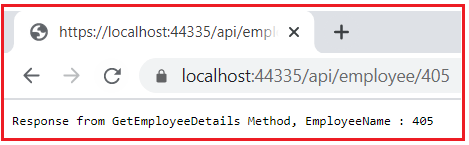 https://localhost:44335/api/empl
localhost:44335/api/employee/405
Response from GetEmployeeDetails Method, EmployeeName : 405